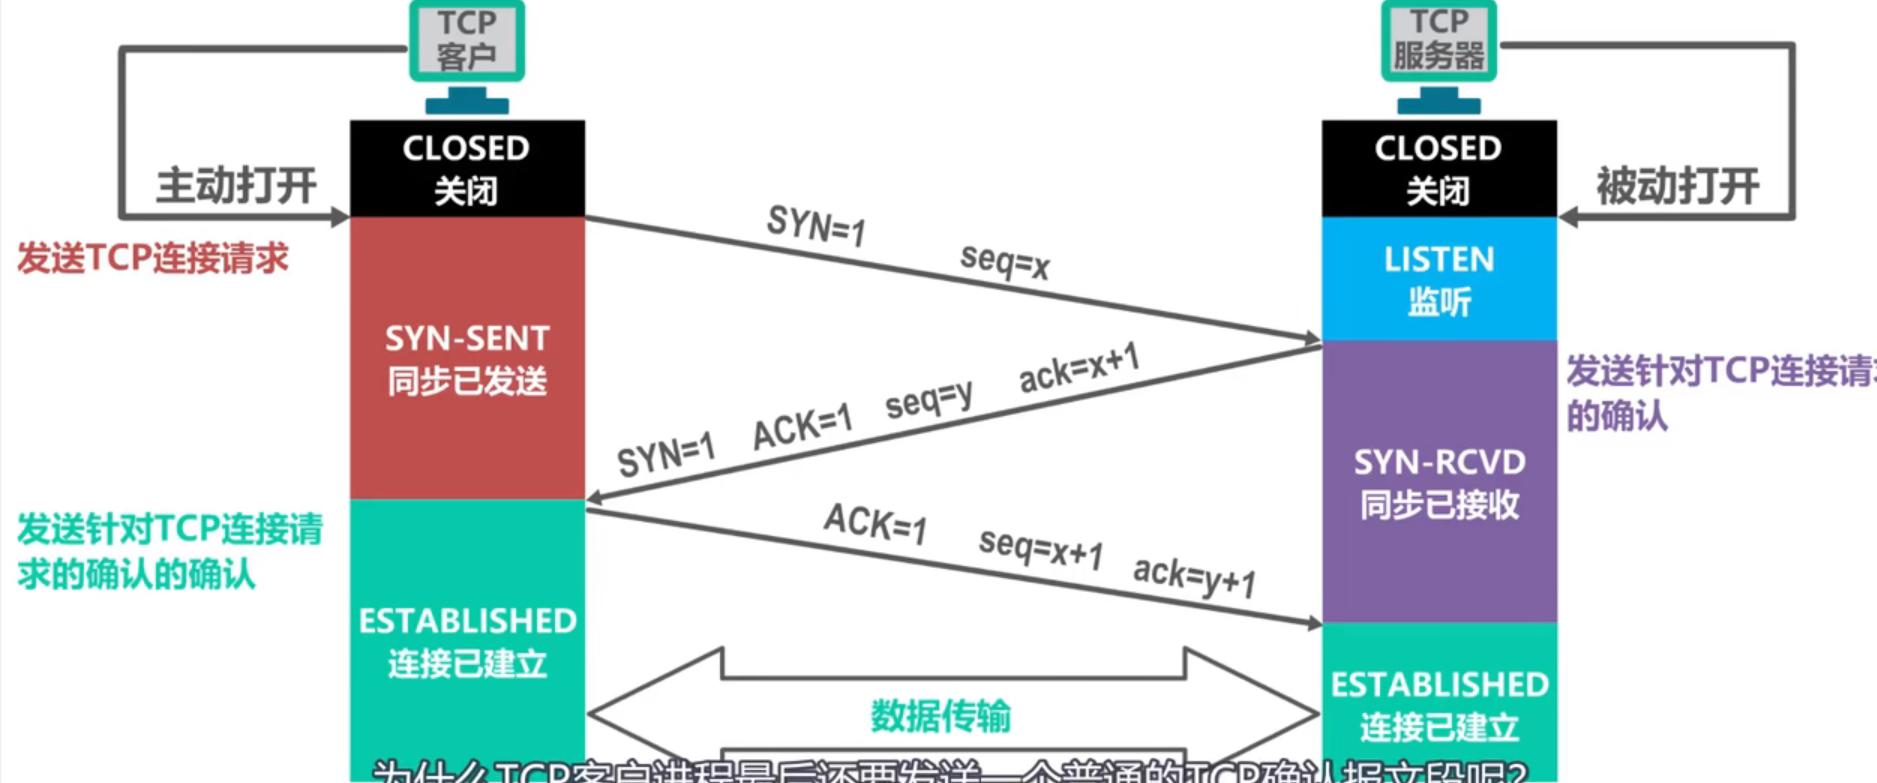 TCP
客户
TCP
服务器
CLOSED
关闭
CLOSED
关闭
主动打开
被动打开
发送TCP连接请求
SYN=1 seq=x
LISTEN
监听
SYN-SENT
同步已发送
SYN=1 ACK=1 seq=y ack=x+1
发送针对TCP连接请求
的确认
SYN-RCVD
同步已接收
发送针对TCP连接请
求的确认的确认
ACK=1 seq=x+1 ack=y+1
ESTABLISHED
连接已建立
ESTABLISHED
连接已建立
数据传输
为什么TCP客户进程最后还要发送一个普通的TCP确认报文段呢?